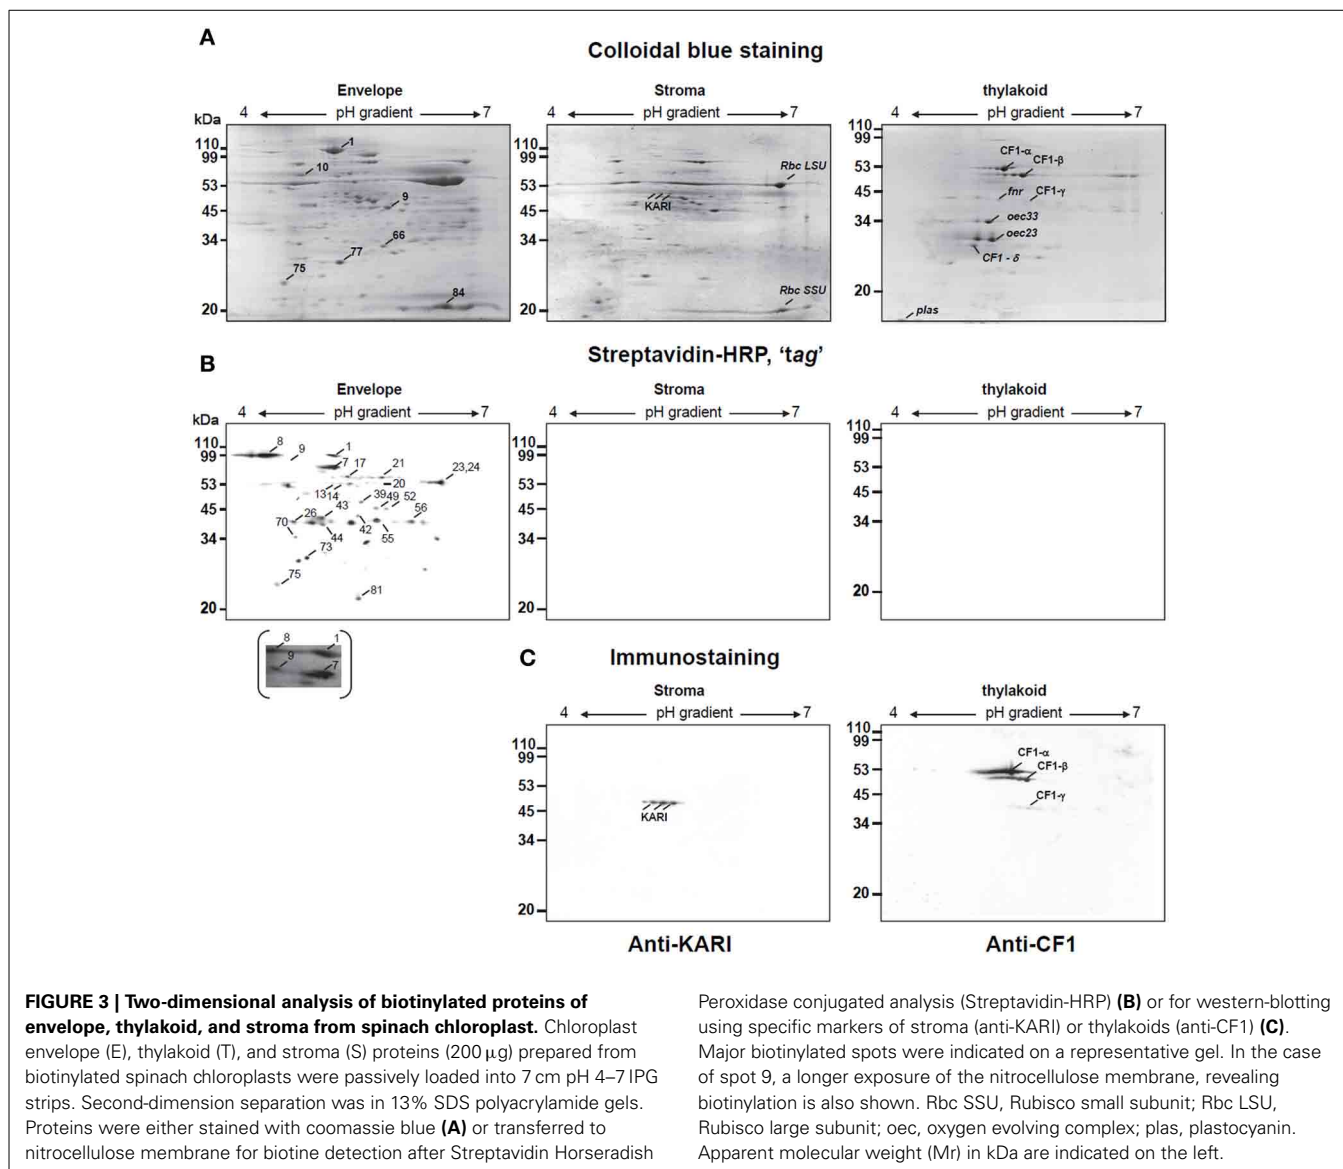 A
Colloidal blue staining
Envelope
Stroma
thylakoid
4 pH gradient 7
4 pH gradient 7
4 pH gradient 7
kDa
110
99
53
45
34
20
1
10
9
66
77
75
84
110
99
53
45
34
20
Rbc LSU
KARI
Rbc SSU
110
99
53
45
34
20
CF1-α
CF1-β
fnr
CF1-γ
oec33
oec23
CF1 - δ
plas
B
Streptavidin-HRP, ‘tag’
Envelope
Stroma
thylakoid
4 pH gradient 7
4 pH gradient 7
4 pH gradient 7
kDa
110
99
53
45
34
20
8
9
1
7
17
21
23,24
13
14
20
39
49
52
26
43
56
70
44
42
55
73
75
81
110
99
53
45
34
20
110
99
53
45
34
20
8
1
9
7
C
Immunostaining
Stroma
thylakoid
4 pH gradient 7
4 pH gradient 7
110
99
53
45
34
20
KARI
110
99
53
45
34
20
CF1-α
CF1-β
CF1-γ
Anti-KARI
Anti-CF1
FIGURE 3 | Two-dimensional analysis of biotinylated proteins of
envelope, thylakoid, and stroma from spinach chloroplast. Chloroplast
envelope (E), thylakoid (T), and stroma (S) proteins (200 μg) prepared from
biotinylated spinach chloroplasts were passively loaded into 7 cm pH 4–7 IPG
strips. Second-dimension separation was in 13% SDS polyacrylamide gels.
Proteins were either stained with coomassie blue (A) or transferred to
nitrocellulose membrane for biotine detection after Streptavidin Horseradish
Peroxidase conjugated analysis (Streptavidin-HRP) (B) or for western-blotting
using specific markers of stroma (anti-KARI) or thylakoids (anti-CF1) (C).
Major biotinylated spots were indicated on a representative gel. In the case
of spot 9, a longer exposure of the nitrocellulose membrane, revealing
biotinylation is also shown. Rbc SSU, Rubisco small subunit; Rbc LSU,
Rubisco large subunit; oec, oxygen evolving complex; plas, plastocyanin.
Apparent molecular weight (Mr) in kDa are indicated on the left.